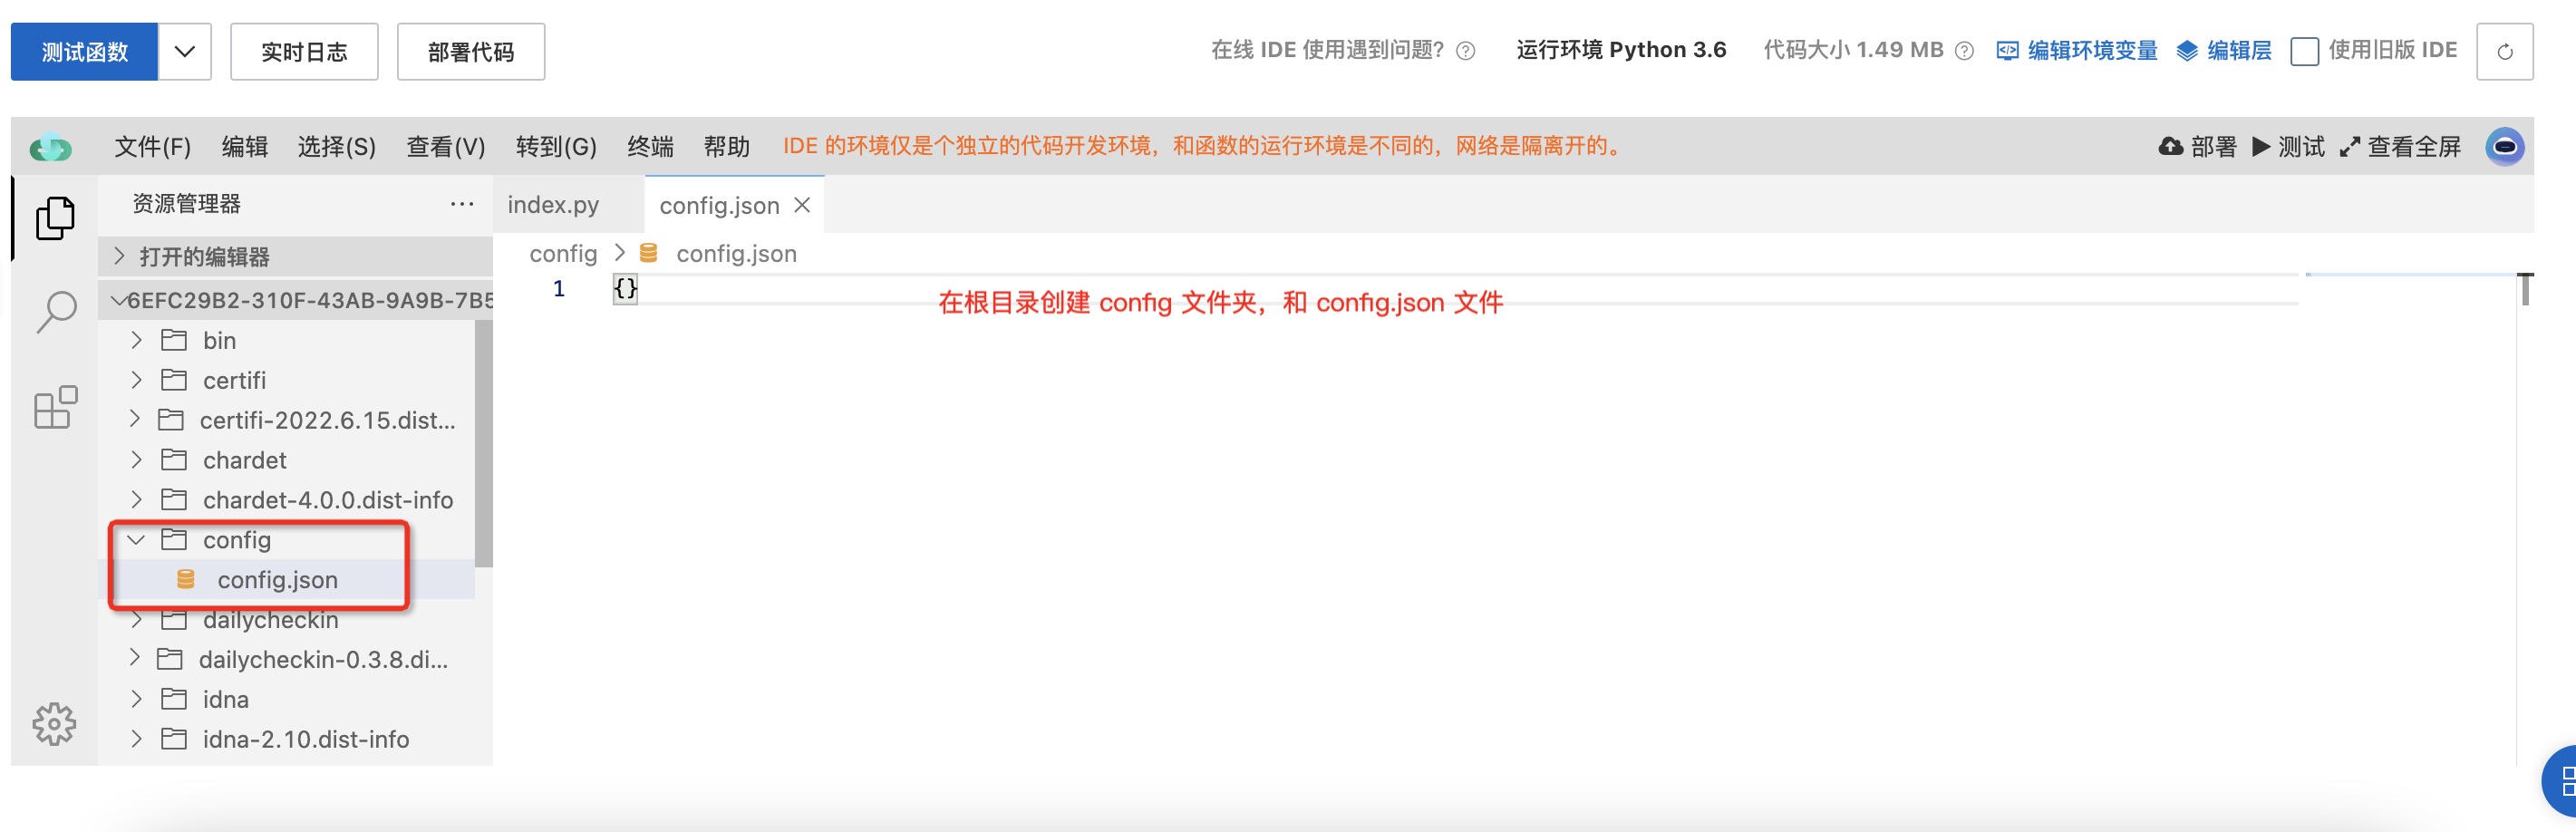 测试函数
实时日志
部署代码
在线 IDE 使用遇到问题?
运行环境 Python 3.6
代码大小 1.49 MB
编辑环境变量
编辑层
使用旧版 IDE
文件(F) 编辑 选择(S) 查看(V) 转到(G) 终端 帮助
IDE 的环境仅是个独立的代码开发环境，和函数的运行环境是不同的，网络是隔离开的。
部署 测试 查看全屏
资源管理器
打开的编辑器
6EFC29B2-310F-43AB-9A9B-7B5
bin
certifi
certifi-2022.6.15.dist...
chardet
chardet-4.0.0.dist-info
config
config.json
dailycheckin
dailycheckin-0.3.8.di...
idna
idna-2.10.dist-info
index.py
config.json
config > config.json
1 {}
在根目录创建 config 文件夹，和 config.json 文件